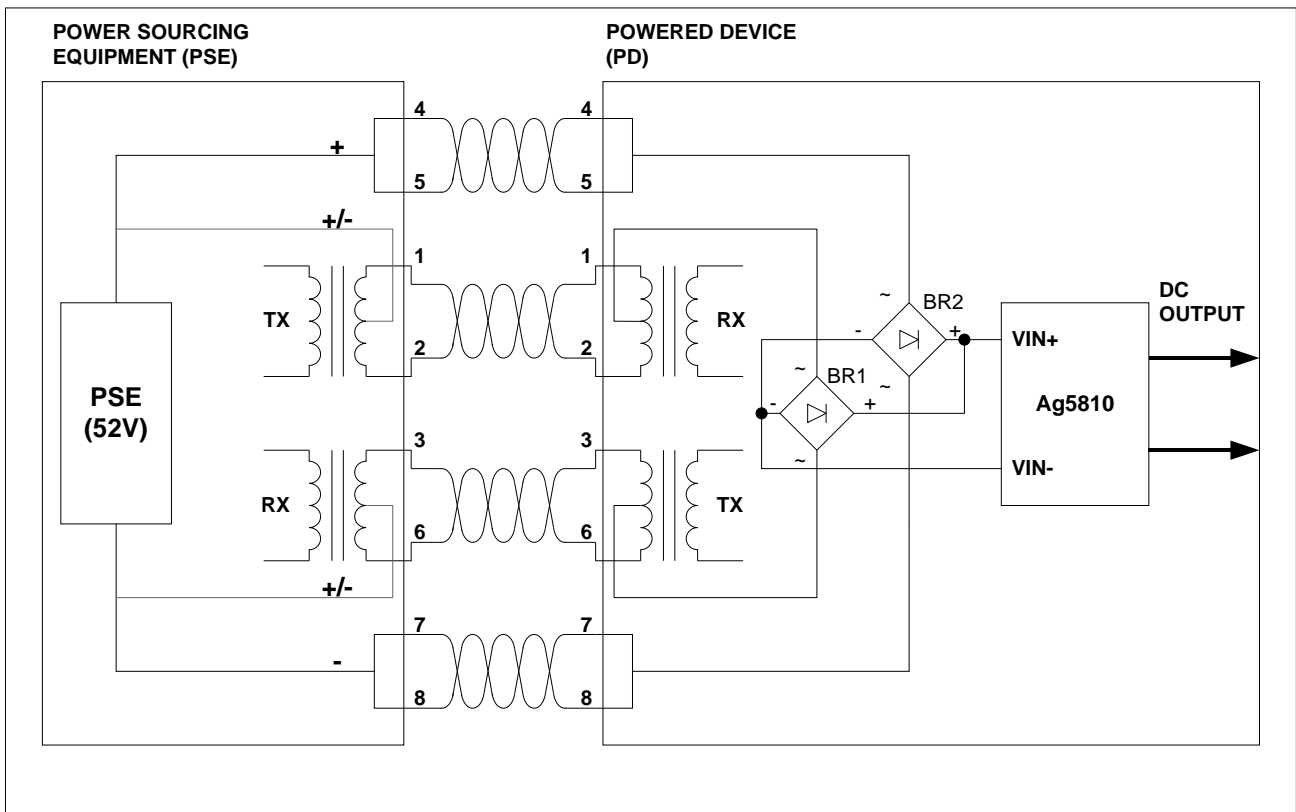 POWER SOURCING
EQUIPMENT (PSE)
POWERED DEVICE
(PD)
4
4
+
5
5
+/-
1
1
TX
RX
2
2
PSE
(52V)
~
BR2
-
+
~
BR1
~
-
+
~
VIN+
Ag5810
VIN-
DC
OUTPUT
3
3
RX
TX
6
6
+/-
7
7
-
8
8